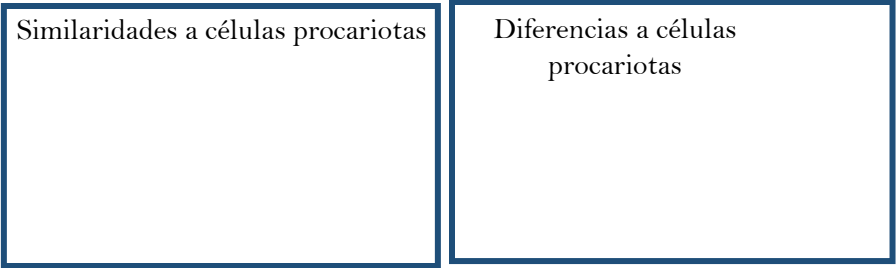 Similaridades a células procariotas
Diferencias a células
procariotas